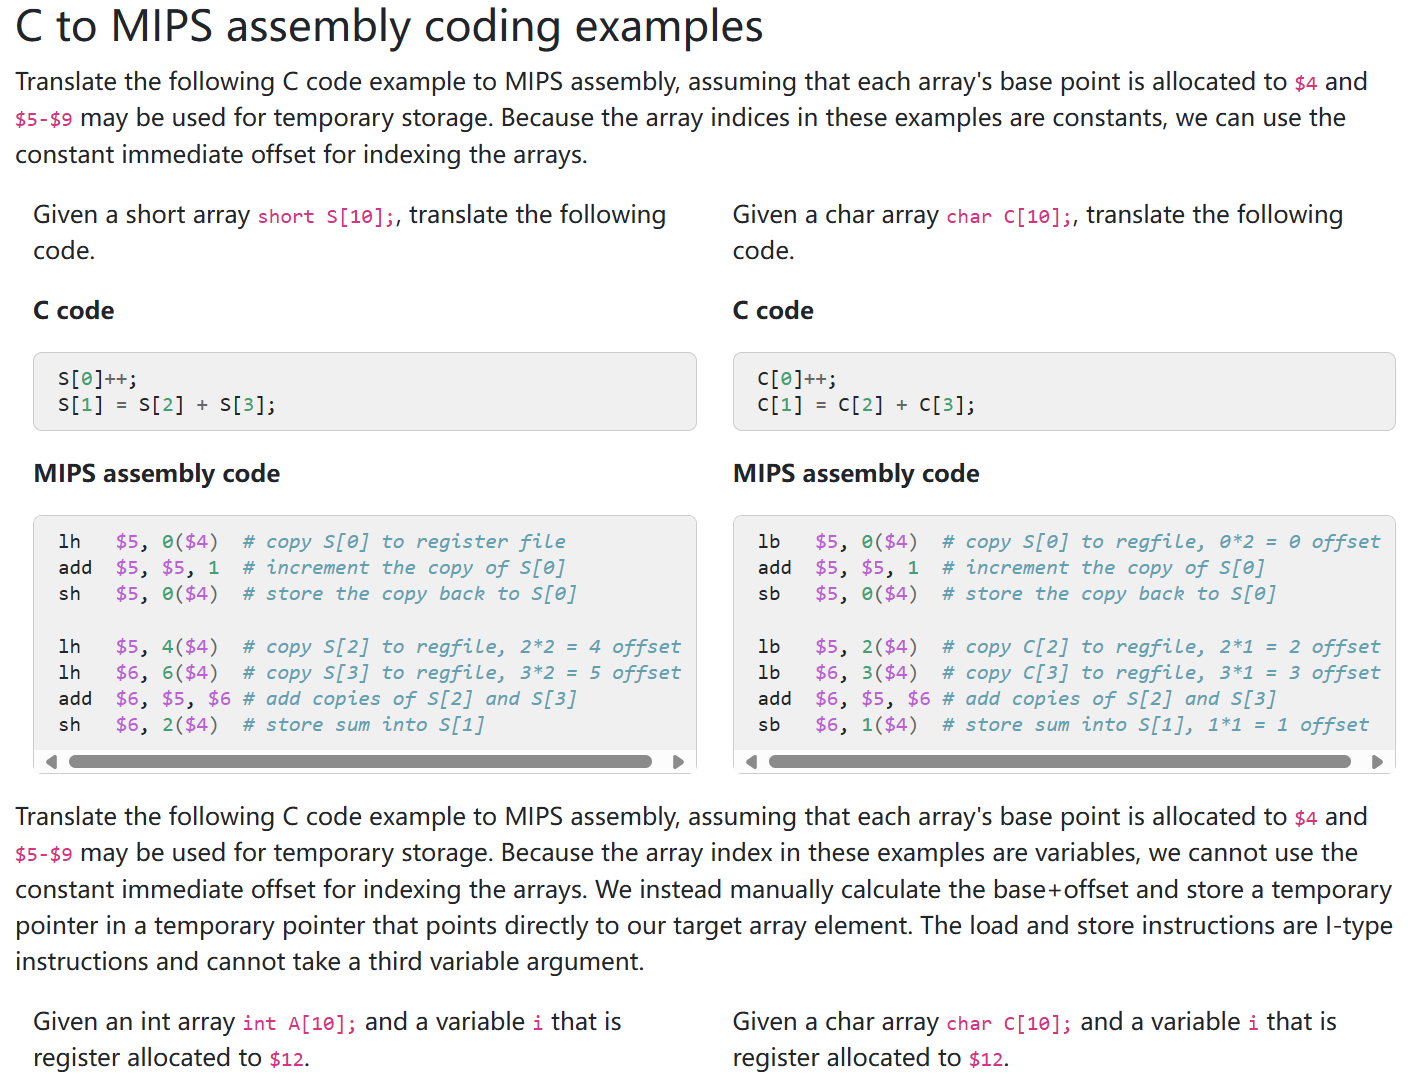 C to MIPS assembly coding examples
Translate the following C code example to MIPS assembly, assuming that each array's base point is allocated to $4 and
$5-$9 may be used for temporary storage. Because the array indices in these examples are constants, we can use the
constant immediate offset for indexing the arrays.
Given a short array short S[10];, translate the following
code.
C code
S[0]++;
S[1] = S[2] + S[3];
MIPS assembly code
lh   $5, 0($4)  # copy S[0] to register file
add  $5, $5, 1  # increment the copy of S[0]
sh   $5, 0($4)  # store the copy back to S[0]
lh   $5, 4($4)  # copy S[2] to regfile, 2*2 = 4 offset
lh   $6, 6($4)  # copy S[3] to regfile, 3*2 = 5 offset
add  $6, $5, $6 # add copies of S[2] and S[3]
sh   $6, 2($4)  # store sum into S[1]
Given a char array char C[10];, translate the following
code.
C code
C[0]++;
C[1] = C[2] + C[3];
MIPS assembly code
lb   $5, 0($4)  # copy S[0] to regfile, 0*2 = 0 offset
add  $5, $5, 1  # increment the copy of S[0]
sb   $5, 0($4)  # store the copy back to S[0]
lb   $5, 2($4)  # copy C[2] to regfile, 2*1 = 2 offset
lb   $6, 3($4)  # copy C[3] to regfile, 3*1 = 3 offset
add  $6, $5, $6 # add copies of S[2] and S[3]
sb   $6, 1($4)  # store sum into S[1], 1*1 = 1 offset
Translate the following C code example to MIPS assembly, assuming that each array's base point is allocated to $4 and
$5-$9 may be used for temporary storage. Because the array index in these examples are variables, we cannot use the
constant immediate offset for indexing the arrays. We instead manually calculate the base+offset and store a temporary
pointer in a temporary pointer that points directly to our target array element. The load and store instructions are I-type
instructions and cannot take a third variable argument.
Given an int array int A[10]; and a variable i that is
register allocated to $12.
Given a char array char C[10]; and a variable i that is
register allocated to $12.